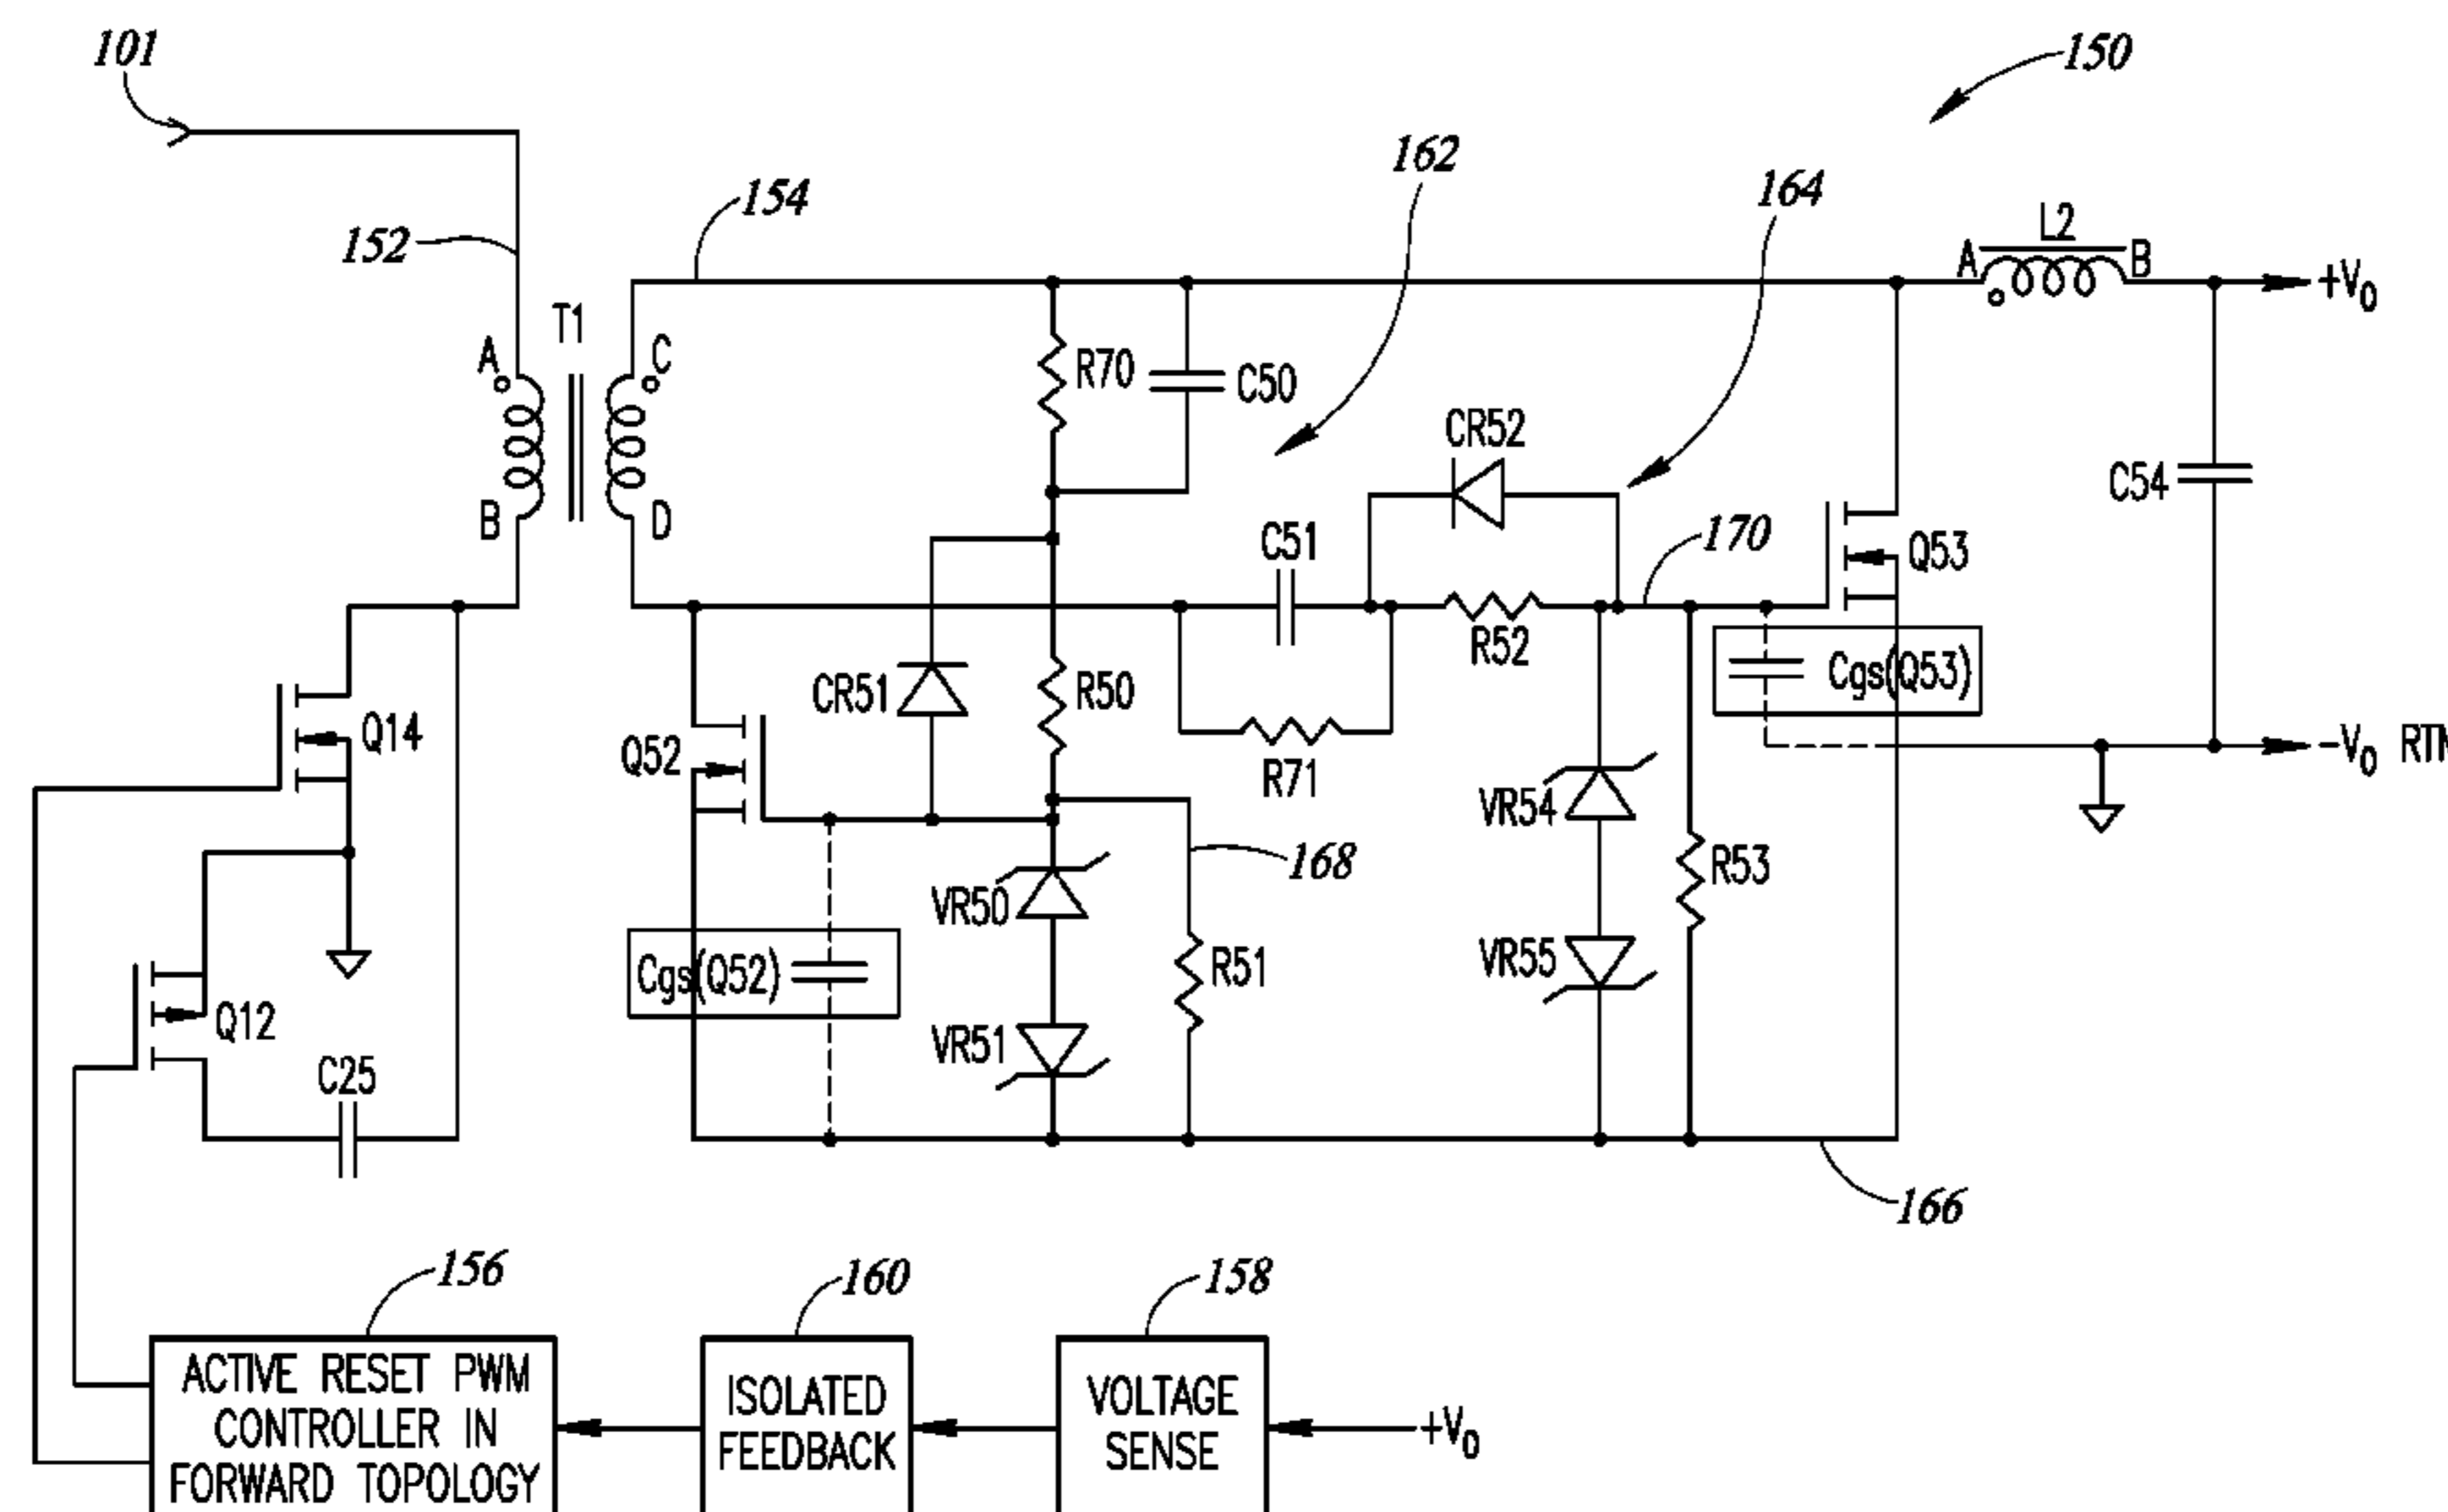 101
150
162
164
154
152
L2
A
B
+V0
T1
A
C
R70
C50
CR52
C54
B
D
C51
170
Q53
R52
Cgs(Q53)
CR51
R50
Q14
Q52
R71
-V0 RTN
VR54
168
R53
VR50
Cgs(Q52)
R51
VR55
Q12
VR51
C25
166
156
160
158
ACTIVE RESET PWM
CONTROLLER IN
FORWARD TOPOLOGY
ISOLATED
FEEDBACK
VOLTAGE
SENSE
+V0